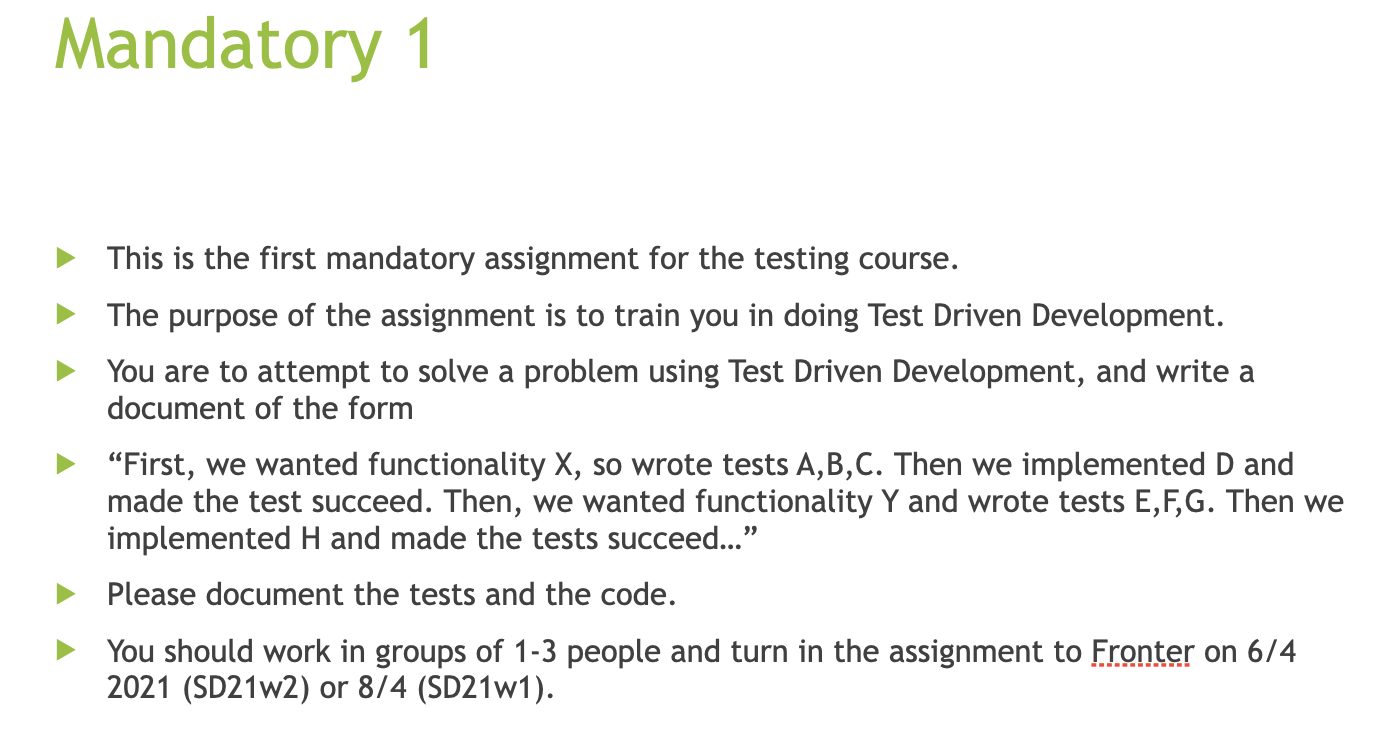 Mandatory 1
This is the first mandatory assignment for the testing course.
The purpose of the assignment is to train you in doing Test Driven Development.
You are to attempt to solve a problem using Test Driven Development, and write a
document of the form
“First, we wanted functionality X, so wrote tests A,B,C. Then we implemented D and
made the test succeed. Then, we wanted functionality Y and wrote tests E,F,G. Then we
implemented H and made the tests succeed…”
Please document the tests and the code.
You should work in groups of 1-3 people and turn in the assignment to Fronter on 6/4
2021 (SD21w2) or 8/4 (SD21w1).